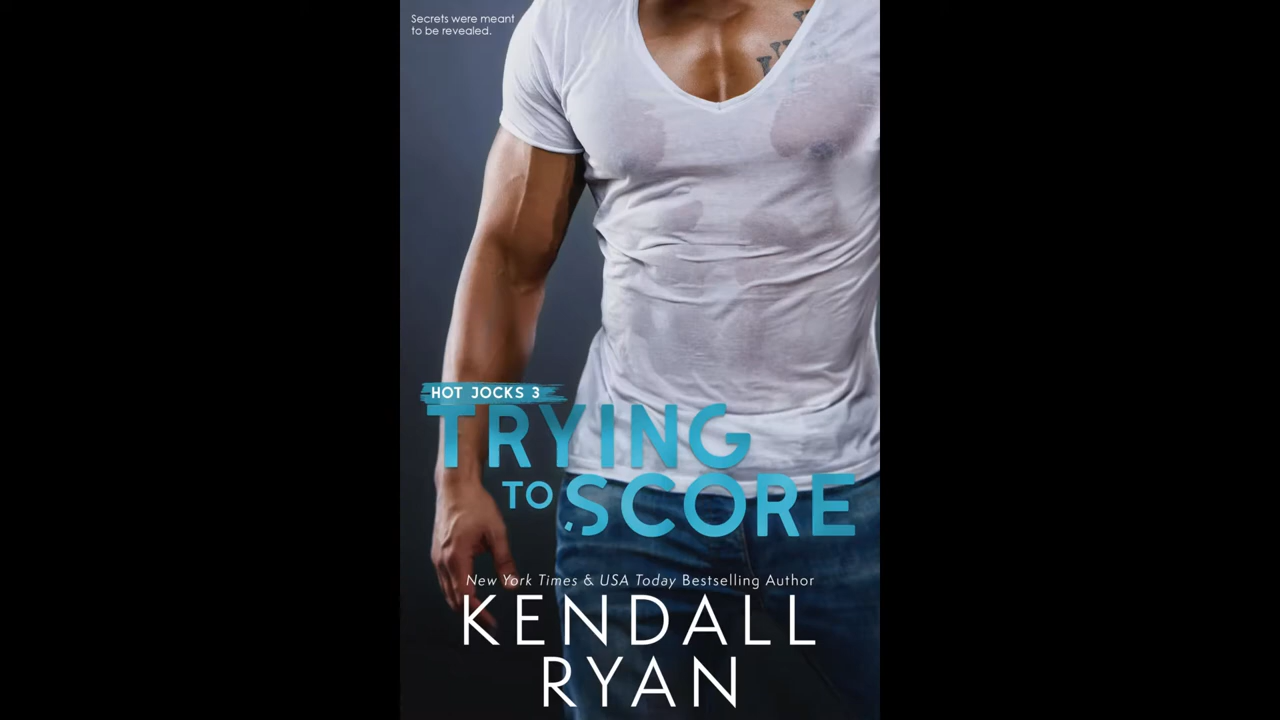 Secrets were meant
to be revealed.
HOT JOCKS 3
TRYING
TO SCORE
New York Times & USA Today Bestselling Author
KENDALL
RYAN